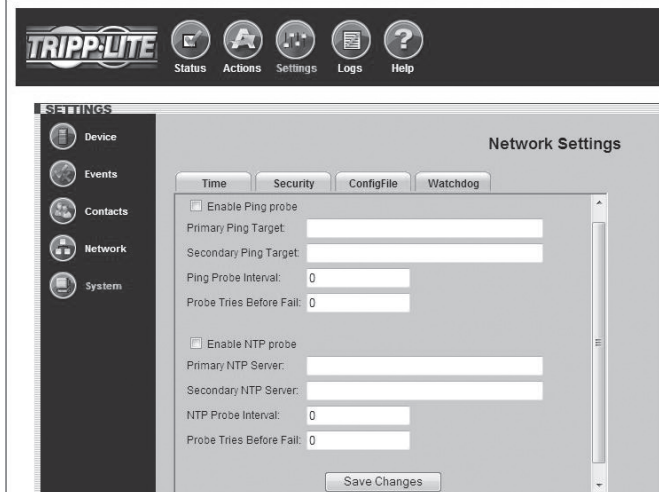 TRIPP·LITE
Status Actions Settings Logs Help
SETTINGS
Device
Events
Contacts
Network
System
Network Settings
Time Security ConfigFile Watchdog
Enable Ping probe
Primary Ping Target:
Secondary Ping Target:
Ping Probe Interval: 0
Probe Tries Before Fail: 0
Enable NTP probe
Primary NTP Server:
Secondary NTP Server:
NTP Probe Interval: 0
Probe Tries Before Fail: 0
Save Changes